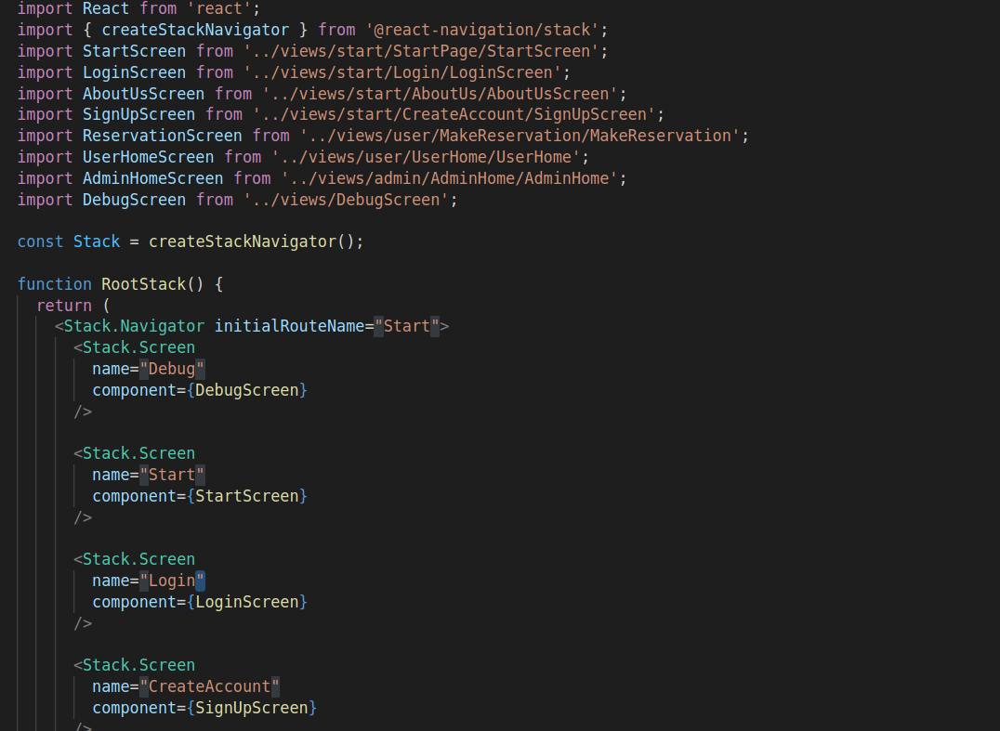 import React from 'react';
import { createStackNavigator } from '@react-navigation/stack';
import StartScreen from '../views/start/StartPage/StartScreen';
import LoginScreen from '../views/start/Login/LoginScreen';
import AboutUsScreen from '../views/start/AboutUs/AboutUsScreen';
import SignUpScreen from '../views/start/CreateAccount/SignUpScreen';
import ReservationScreen from '../views/user/MakeReservation/MakeReservation';
import UserHomeScreen from '../views/user/UserHome/UserHome';
import AdminHomeScreen from '../views/admin/AdminHome/AdminHome';
import DebugScreen from '../views/DebugScreen';

const Stack = createStackNavigator();

function RootStack() {
  return (
    <Stack.Navigator initialRouteName="Start">
      <Stack.Screen
        name="Debug"
        component={DebugScreen}
      />

      <Stack.Screen
        name="Start"
        component={StartScreen}
      />

      <Stack.Screen
        name="Login"
        component={LoginScreen}
      />

      <Stack.Screen
        name="CreateAccount"
        component={SignUpScreen}
      />